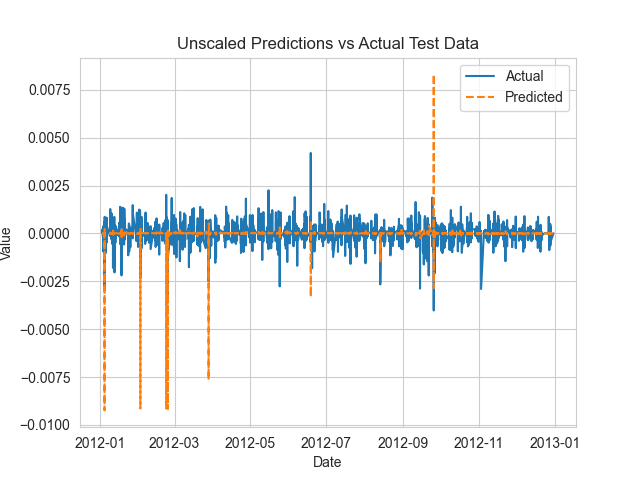 Unscaled Predictions vs Actual Test Data
Actual
Predicted
0.0075
0.0050
0.0025
0.0000
−0.0025
−0.0050
−0.0075
−0.0100
Value
2012-01 2012-03 2012-05 2012-07 2012-09 2012-11 2013-01
Date